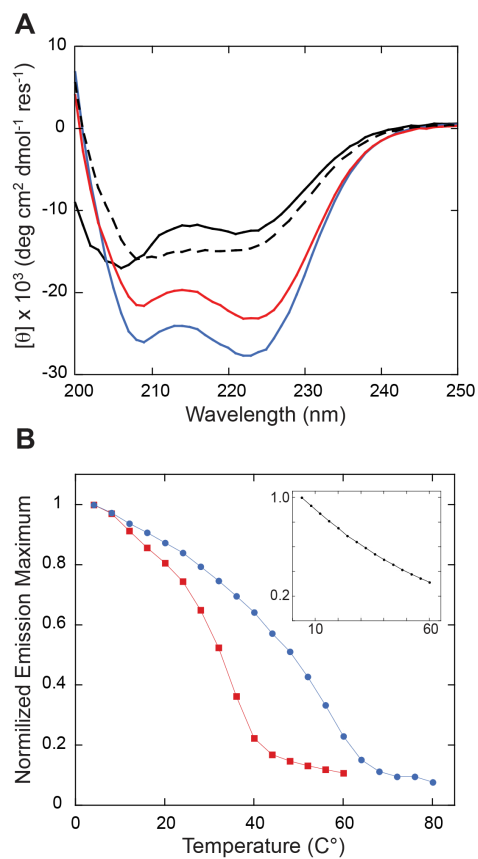 A
10
0
-10
-20
-30
[θ] x 10³ (deg cm² dmol⁻¹ res⁻¹)
200 210 220 230 240 250
Wavelength (nm)
B
1
0.8
0.6
0.4
0.2
0
Normilized Emission Maximum
1.0
0.2
10 60
0 20 40 60 80
Temperature (C°)